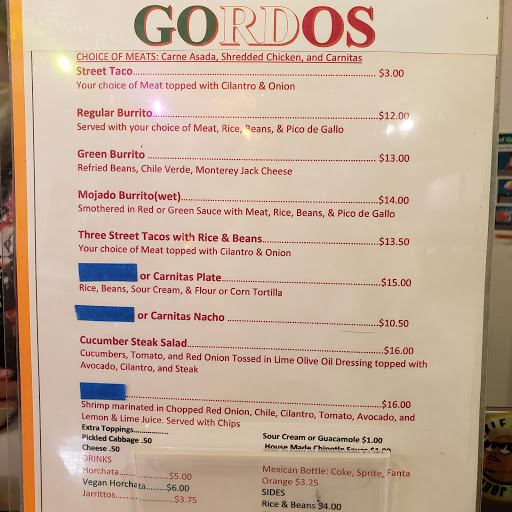 GORDOS
CHOICE OF MEATS: Carne Asada, Shredded Chicken, and Carnitas
Street Taco.......................................................................... $3.00
Your choice of Meat topped with Cilantro & Onion
Regular Burrito.....................................................................$12.00
Served with your choice of Meat, Rice, Beans, & Pico de Gallo
Green Burrito ......................................................................$13.00
Refried Beans, Chile Verde, Monterey Jack Cheese
Mojado Burrito(wet)..............................................................$14.00
Smothered in Red or Green Sauce with Meat, Rice, Beans, & Pico de Gallo
Three Street Tacos with Rice & Beans...................................$13.50
Your choice of Meat topped with Cilantro & Onion
or Carnitas Plate..............................................$15.00
Rice, Beans, Sour Cream, & Flour or Corn Tortilla
or Carnitas Nacho ............................................$10.50
Cucumber Steak Salad...........................................................$16.00
Cucumbers, Tomato, and Red Onion Tossed in Lime Olive Oil Dressing topped with
Avocado, Cilantro, and Steak
.................................................................................$16.00
Shrimp marinated in Chopped Red Onion, Chile, Cilantro, Tomato, Avocado, and
Lemon & Lime Juice. Served with Chips
Extra Toppings................
Pickled Cabbage .50
Cheese .50
Sour Cream or Guacamole $1.00
House Made Chipotle Sauce $1.00
DRINKS
Horchata................$5.00
Vegan Horchata.........$6.00
Jarrittos...................$3.75
Mexican Bottle: Coke, Sprite, Fanta
Orange $3.25
SIDES
Rice & Beans $4.00